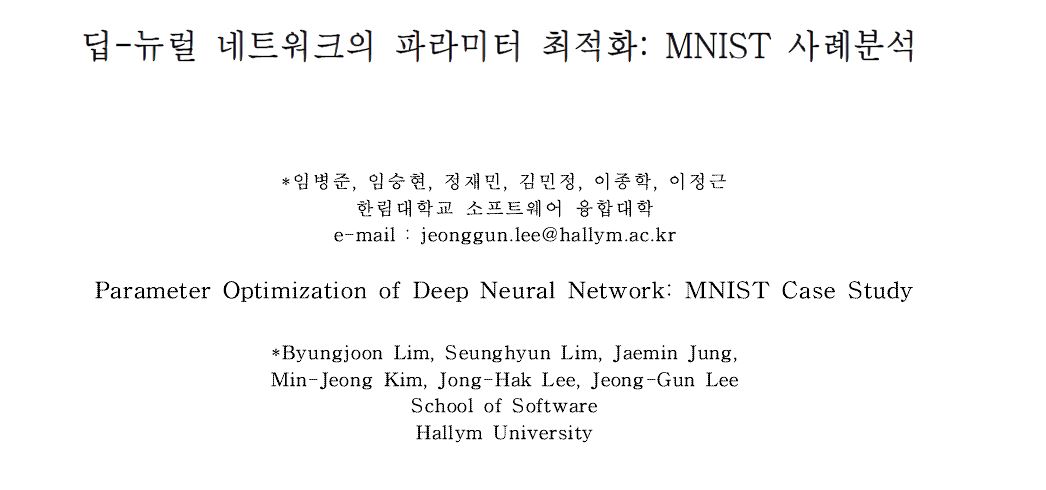 딥-뉴럴 네트워크의 파라미터 최적화: MNIST 사례분석
*임병준, 임승현, 정재민, 김민정, 이종학, 이정근
한림대학교 소프트웨어 융합대학
e-mail : jeonggun.lee@hallym.ac.kr
Parameter Optimization of Deep Neural Network: MNIST Case Study
*Byungjoon Lim, Seunghyun Lim, Jaemin Jung,
Min-Jeong Kim, Jong-Hak Lee, Jeong-Gun Lee
School of Software
Hallym University